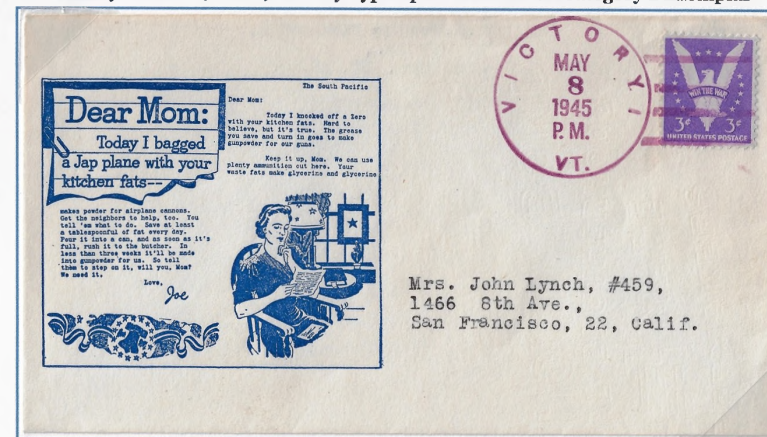 The South Pacific
Dear Mom:
Today I bagged
a Jap plane with your
kitchen fats--
Dear Mom:
Today I knocked off a Zero
with your kitchen fats. Hard to
believe, but it's true. The grease
you save and turn in goes to make
gunpowder for our guns.
Keep it up, Mom. We can use
plenty ammunition out here. Your
waste fats make glycerine and glycerine
makes powder for airplane cannons.
Get the neighbors to help, too. You
tell 'em what to do. Save at least
a tablespoonful of fat every day.
Pour it into a can, and as soon as it's
full, rush it to the butcher. In
less than three weeks it'll be made
into gunpowder for us. So tell
them to step on it, will you, Mom?
We need it.
Love,
Joe
VICTORY!
MAY
8
1945
P.M.
VT.
WIN THE WAR
3¢ 3¢
UNITED STATES POSTAGE
Mrs. John Lynch, #459,
1466 8th Ave.,
San Francisco, 22, Calif.